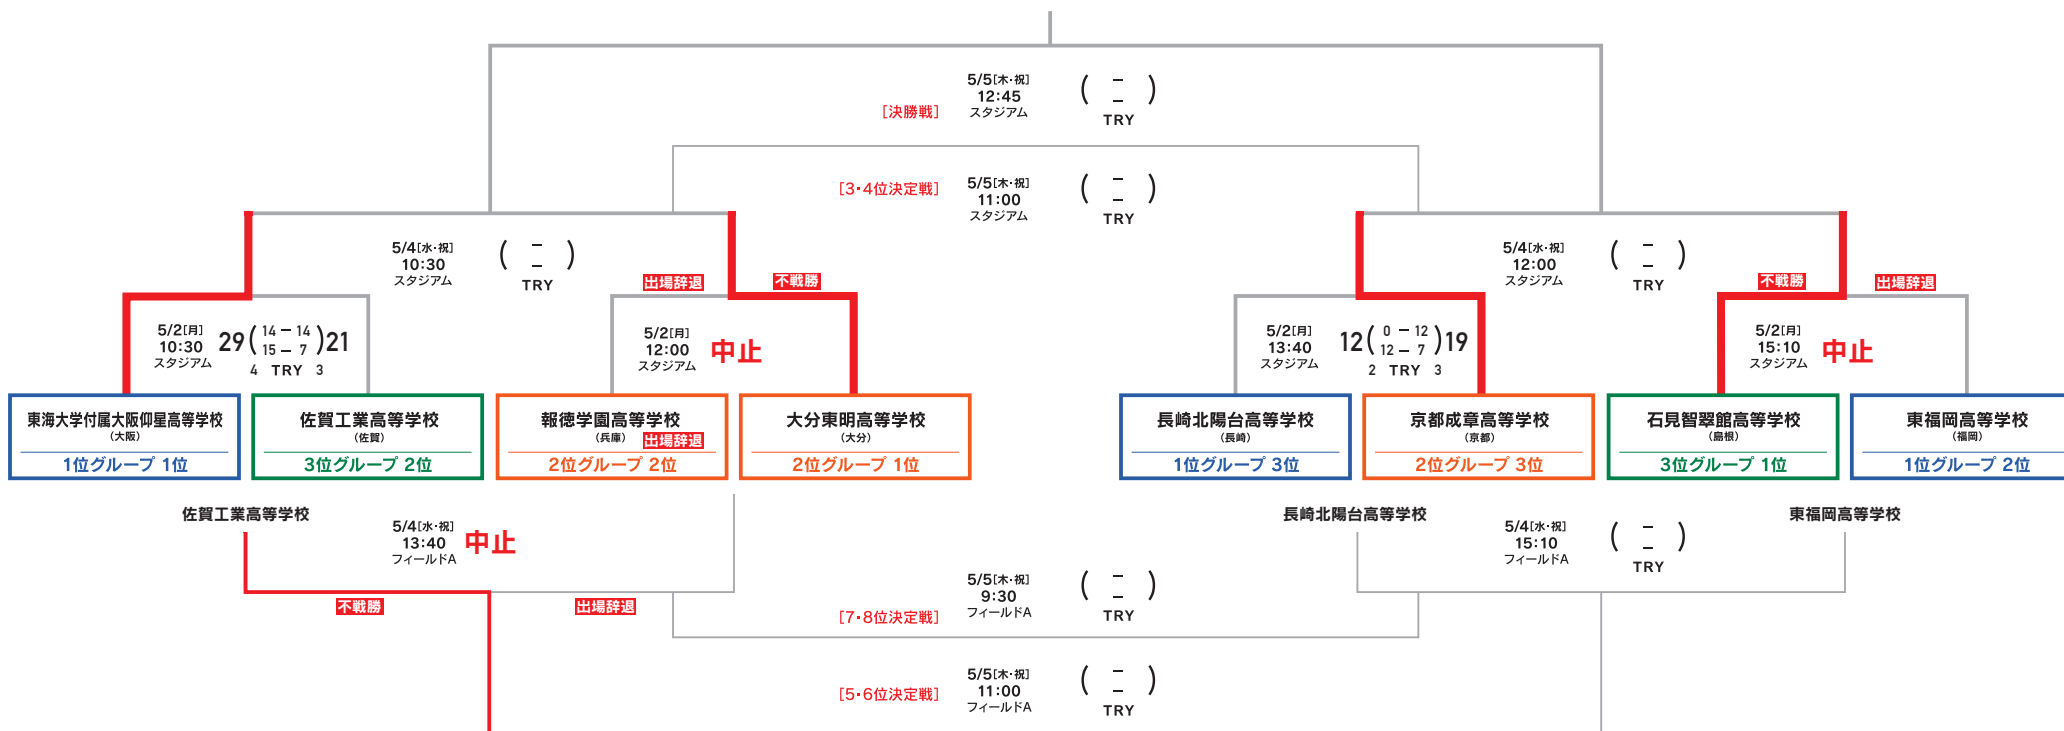 5/5[木・祝]
12:45
スタジアム
[決勝戦]
( –
– )
TRY
5/5[木・祝]
11:00
スタジアム
[3・4位決定戦]
( –
– )
TRY
5/4[水・祝]
10:30
スタジアム
( –
– )
TRY
出場辞退
不戦勝
5/4[水・祝]
12:00
スタジアム
( –
– )
TRY
不戦勝
出場辞退
5/2[月]
10:30
スタジアム
29(14 – 14
15 – 7)21
4 TRY 3
5/2[月]
12:00
スタジアム
中止
5/2[月]
13:40
スタジアム
12(0 – 12
12 – 7)19
2 TRY 3
5/2[月]
15:10
スタジアム
中止
東海大学付属大阪仰星高等学校
(大阪)
1位グループ 1位
佐賀工業高等学校
(佐賀)
3位グループ 2位
報徳学園高等学校
(兵庫)
出場辞退
2位グループ 2位
大分東明高等学校
(大分)
2位グループ 1位
長崎北陽台高等学校
(長崎)
1位グループ 3位
京都成章高等学校
(京都)
2位グループ 3位
石見智翠館高等学校
(島根)
3位グループ 1位
東福岡高等学校
(福岡)
1位グループ 2位
佐賀工業高等学校
5/4[水・祝]
13:40
フィールドA
中止
不戦勝
出場辞退
長崎北陽台高等学校
5/4[水・祝]
15:10
フィールドA
( –
– )
TRY
東福岡高等学校
5/5[木・祝]
9:30
フィールドA
[7・8位決定戦]
( –
– )
TRY
5/5[木・祝]
11:00
フィールドA
[5・6位決定戦]
( –
– )
TRY